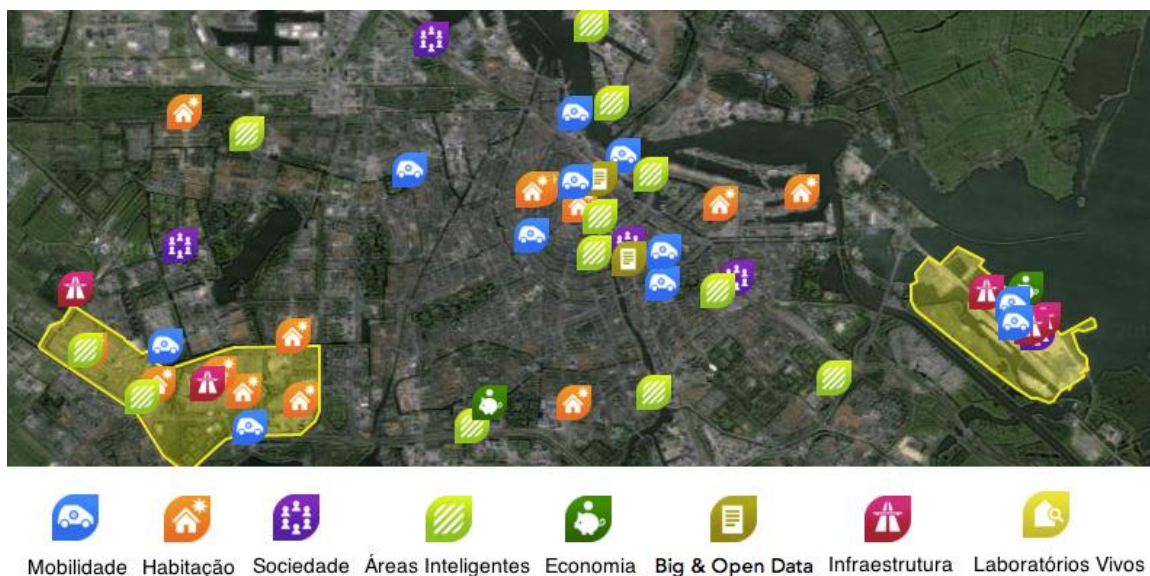 Mobilidade Habitação Sociedade Áreas Inteligentes Economia Big & Open Data Infraestrutura Laboratórios Vivos